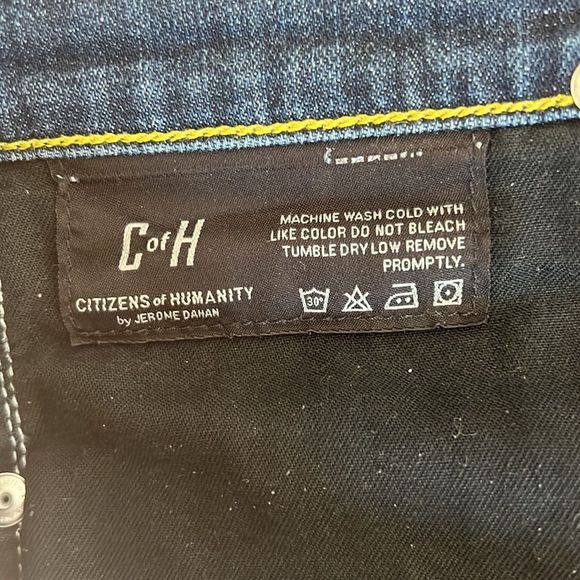 C of H
CITIZENS of HUMANITY
by JEROME DAHAN
MACHINE WASH COLD WITH
LIKE COLOR DO NOT BLEACH
TUMBLE DRY LOW REMOVE
PROMPTLY.
30°